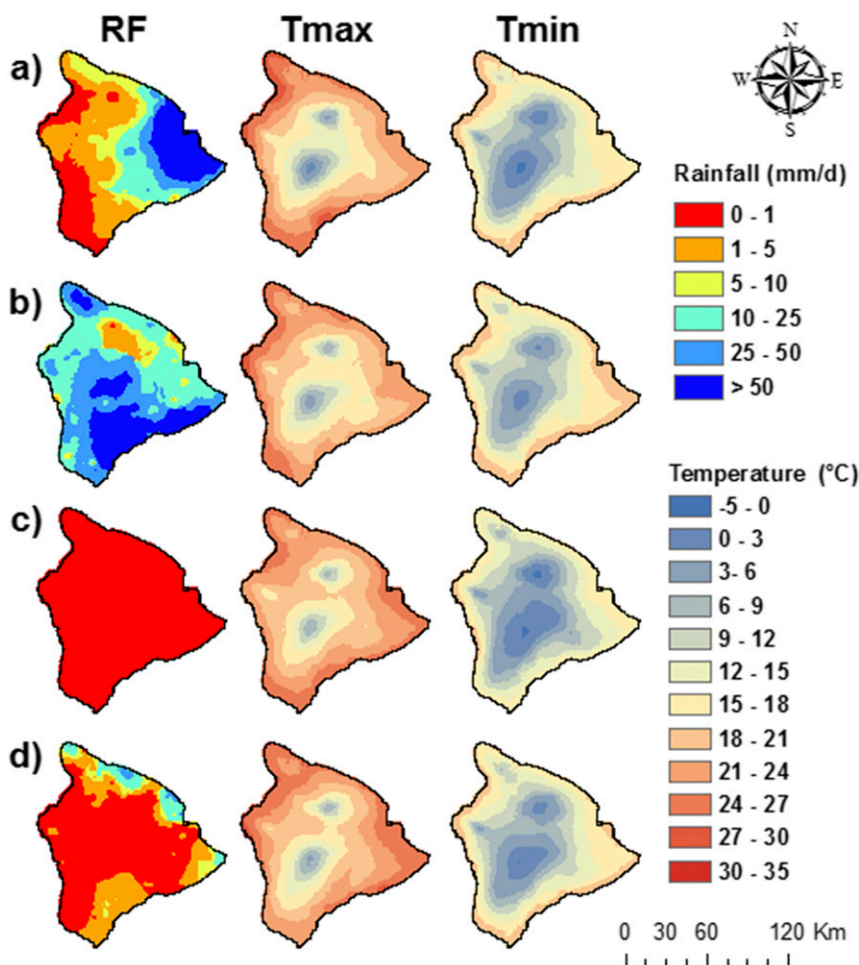 RF Tmax Tmin
a)
b)
c)
d)
N
W E
S
Rainfall (mm/d)
0 - 1
1 - 5
5 - 10
10 - 25
25 - 50
> 50
Temperature (°C)
-5 - 0
0 - 3
3- 6
6 - 9
9 - 12
12 - 15
15 - 18
18 - 21
21 - 24
24 - 27
27 - 30
30 - 35
0 30 60 120 Km